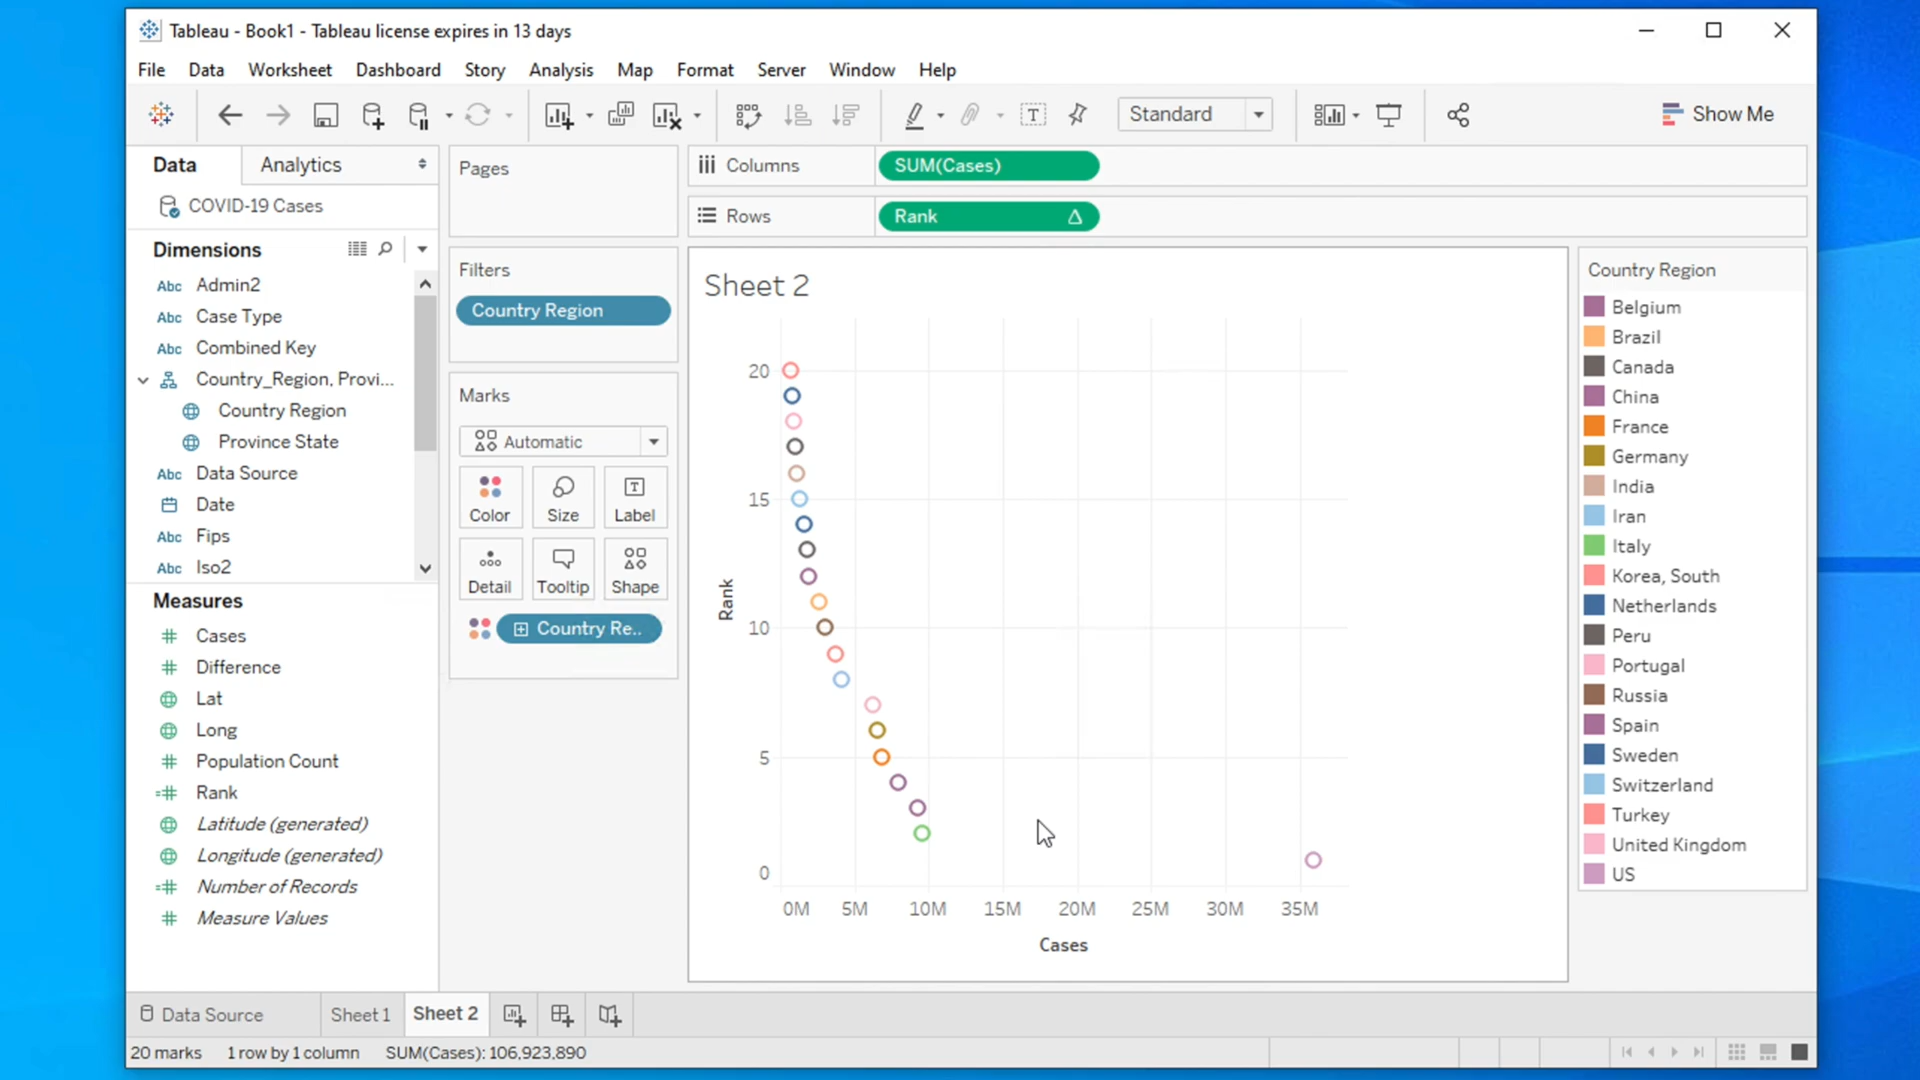 Tableau - Book1 - Tableau license expires in 13 days
File Data Worksheet Dashboard Story Analysis Map Format Server Window Help
Standard
Show Me
Data Analytics
COVID-19 Cases
Dimensions
Abc Admin2
Abc Case Type
Abc Combined Key
Country_Region, Provi...
Country Region
Province State
Abc Data Source
Date
Abc Fips
Abc Iso2
Measures
Cases
Difference
Lat
Long
Population Count
Rank
Latitude (generated)
Longitude (generated)
Number of Records
Measure Values
Pages
Filters
Country Region
Marks
Automatic
Color Size Label
Detail Tooltip Shape
Country Re..
Columns SUM(Cases)
Rows Rank
Sheet 2
20
15
10
5
0
Rank
0M 5M 10M 15M 20M 25M 30M 35M
Cases
Country Region
Belgium
Brazil
Canada
China
France
Germany
India
Iran
Italy
Korea, South
Netherlands
Peru
Portugal
Russia
Spain
Sweden
Switzerland
Turkey
United Kingdom
US
Data Source Sheet 1 Sheet 2
20 marks 1 row by 1 column SUM(Cases): 106,923,890